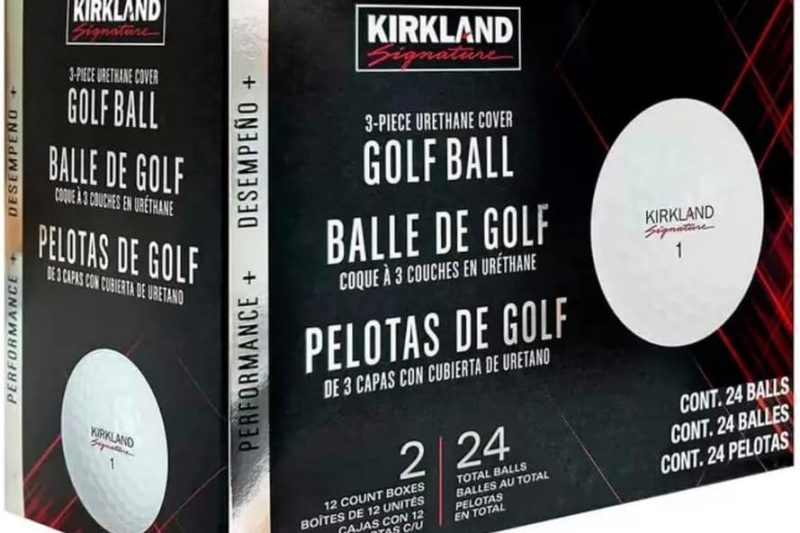 KIRKLAND
Signature
3-PIECE URETHANE COVER
GOLF BALL
BALLE DE GOLF
COQUE À 3 COUCHES EN URÉTHANE
PELOTAS DE GOLF
DE 3 CAPAS CON CUBIERTA DE URETANO
KIRKLAND
Signature
1
PERFORMANCE + DESEMPEÑO +
PERFORMANCE + DESEMPEÑO +
KIRKLAND
Signature
3-PIECE URETHANE COVER
GOLF BALL
BALLE DE GOLF
COQUE À 3 COUCHES EN URÉTHANE
PELOTAS DE GOLF
DE 3 CAPAS CON CUBIERTA DE URETANO
KIRKLAND
Signature
1
2
12 COUNT BOXES
BOÎTES DE 12 UNITÉS
CAJAS CON 12
C/U
24
TOTAL BALLS
BALLES AU TOTAL
PELOTAS
EN TOTAL
CONT. 24 BALLS
CONT. 24 BALLES
CONT. 24 PELOTAS